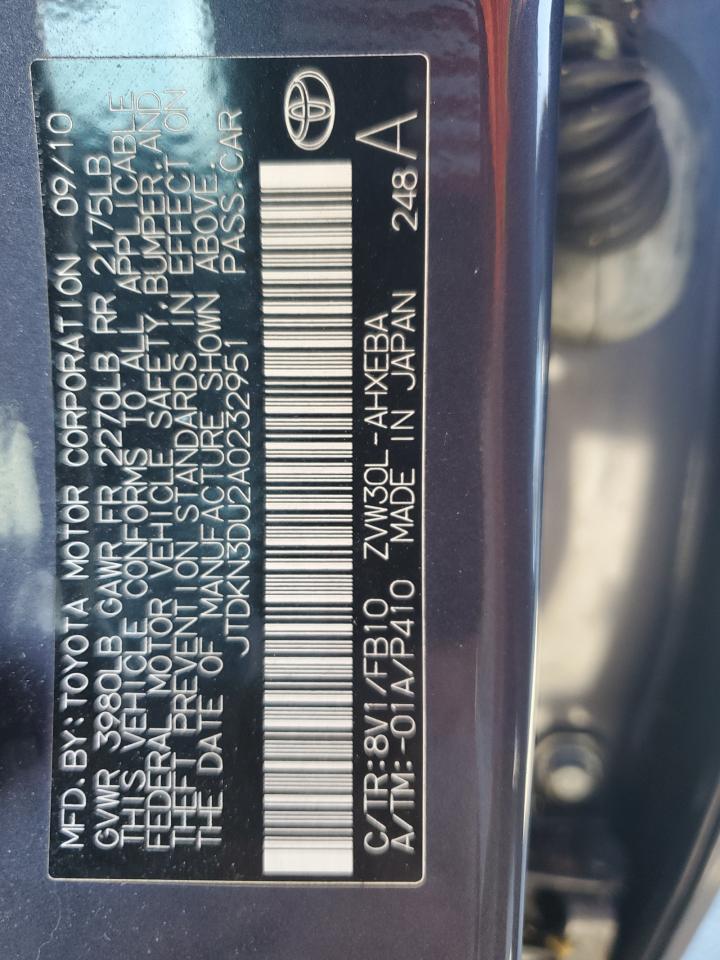 MFD.BY:TOYOTA MOTOR CORPORATION 09/10
GVWR 3980LB GAWR FR 2270LB RR 2175LB
THIS VEHICLE CONFORMS TO ALL APPLICABLE
FEDERAL MOTOR VEHICLE SAFETY,BUMPER,AND
THEFT PREVENTION STANDARDS IN EFFECT ON
THE DATE OF MANUFACTURE SHOWN ABOVE.
JTDKN3DU2A0232951 PASS.CAR
C/TR:8V1/FB10 ZVW30L-AHXEBA
A/TM:-01A/P410 MADE IN JAPAN 248 A